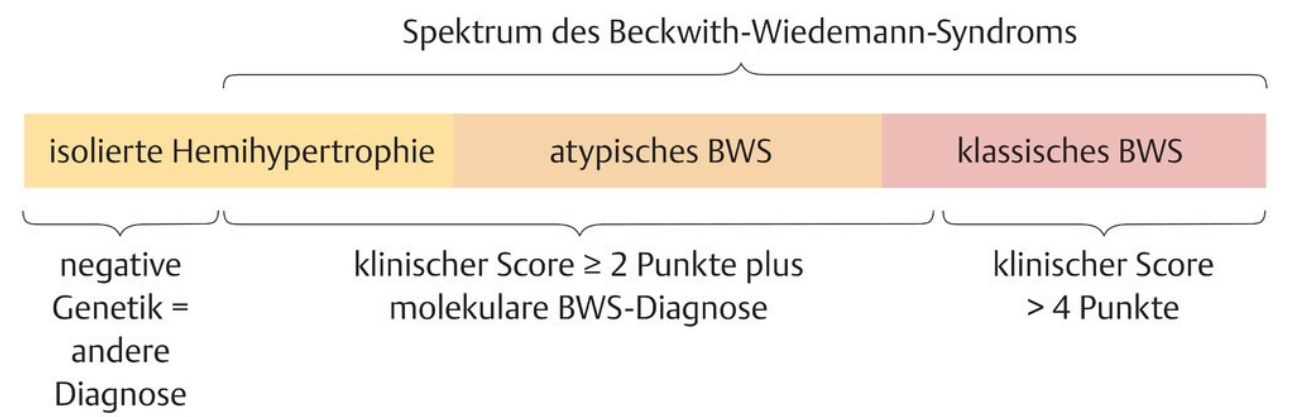 Spektrum des Beckwith-Wiedemann-Syndroms
isolierte Hemihypertrophie
atypisches BWS
klassisches BWS
negative
Genetik =
andere
Diagnose
klinischer Score ≥ 2 Punkte plus
molekulare BWS-Diagnose
klinischer Score
> 4 Punkte